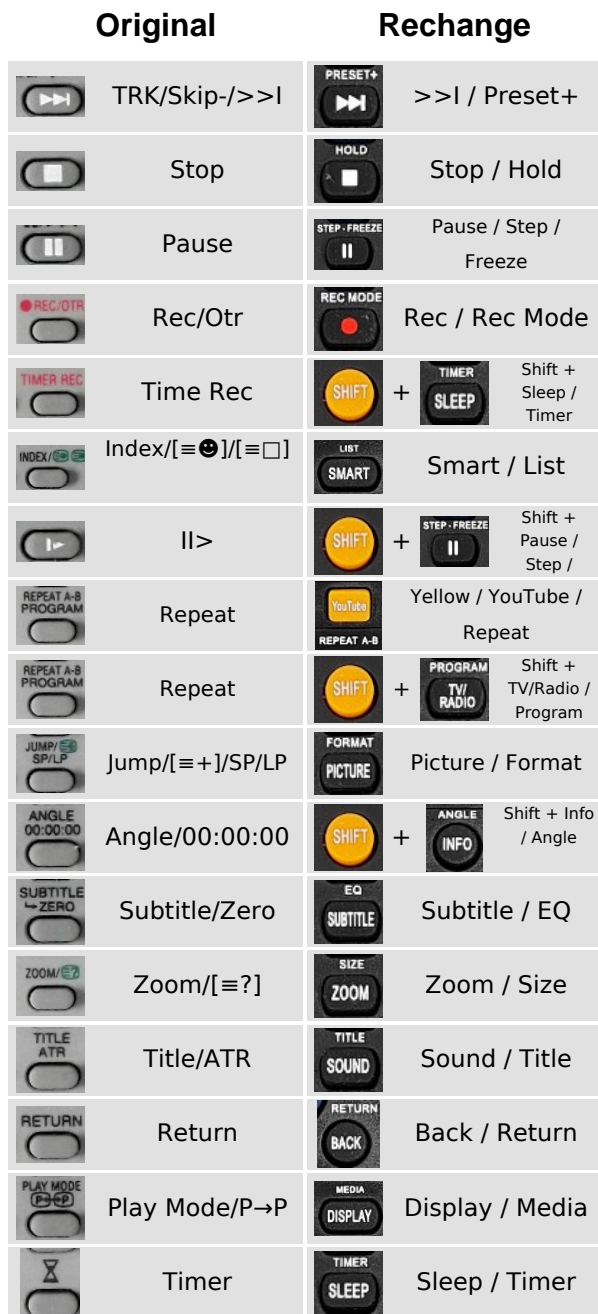 Original Rechange
TRK/Skip-/>>I PRESET+ >>I / Preset+
Stop HOLD Stop / Hold
Pause STEP-FREEZE Pause / Step /
Freeze
REC/OTR Rec/Otr REC MODE Rec / Rec Mode
TIMER REC Time Rec SHIFT + TIMER
SLEEP Shift +
Sleep /
Timer
INDEX/ Index/[≡☻]/[≡□] LIST
SMART Smart / List
II> SHIFT + STEP-FREEZE Shift +
Pause /
Step /
REPEAT A-B
PROGRAM Repeat YouTube
REPEAT A-B Yellow / YouTube /
Repeat
REPEAT A-B
PROGRAM Repeat SHIFT + PROGRAM
TV/
RADIO Shift +
TV/Radio /
Program
JUMP/
SP/LP Jump/[≡+]/SP/LP FORMAT
PICTURE Picture / Format
ANGLE
00:00:00 Angle/00:00:00 SHIFT + ANGLE
INFO Shift + Info
/ Angle
SUBTITLE
↪ZERO Subtitle/Zero EQ
SUBTITLE Subtitle / EQ
ZOOM/ Zoom/[≡?] SIZE
ZOOM Zoom / Size
TITLE
ATR Title/ATR TITLE
SOUND Sound / Title
RETURN Return RETURN
BACK Back / Return
PLAY MODE
P→P Play Mode/P→P MEDIA
DISPLAY Display / Media
Timer TIMER
SLEEP Sleep / Timer